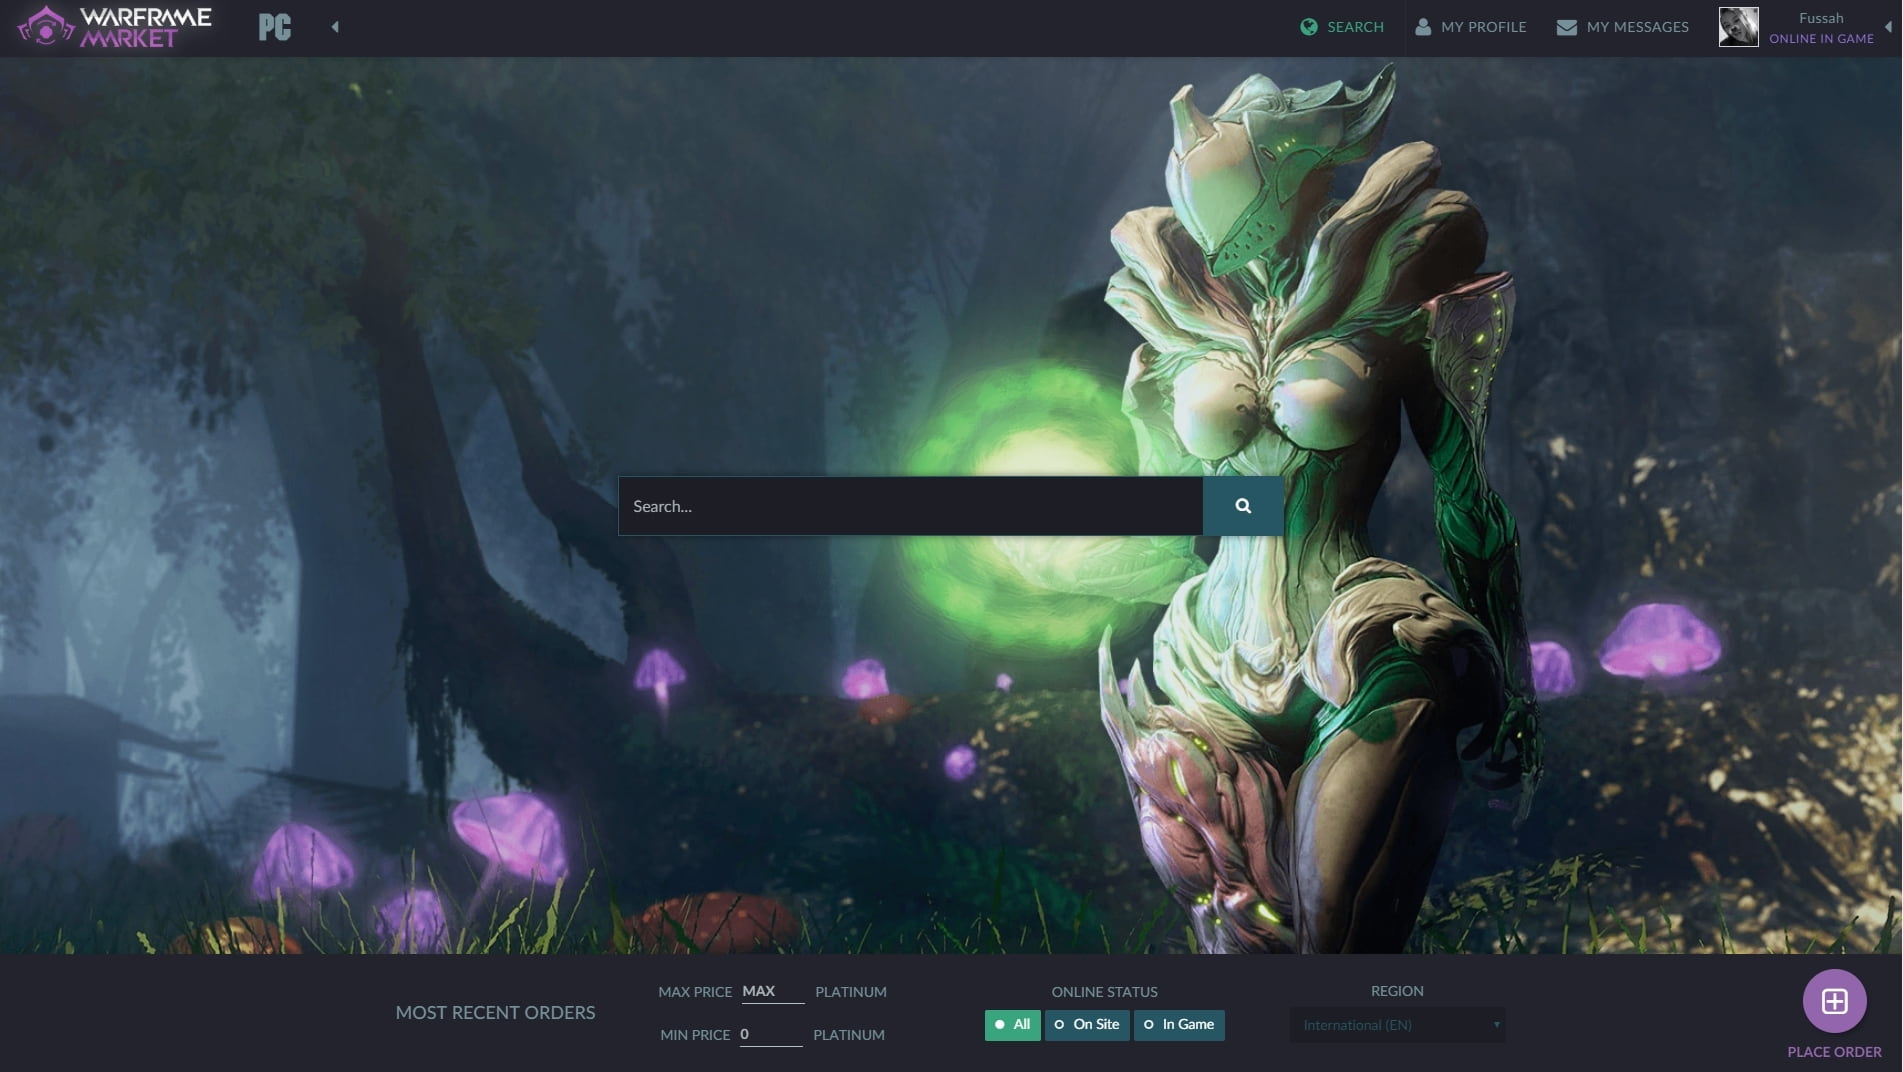 WARFRAME
MARKET
PC
SEARCH
MY PROFILE
MY MESSAGES
Fussah
ONLINE IN GAME
Search...
MOST RECENT ORDERS
MAX PRICE MAX PLATINUM
MIN PRICE 0 PLATINUM
ONLINE STATUS
All
On Site
In Game
REGION
International (EN)
PLACE ORDER